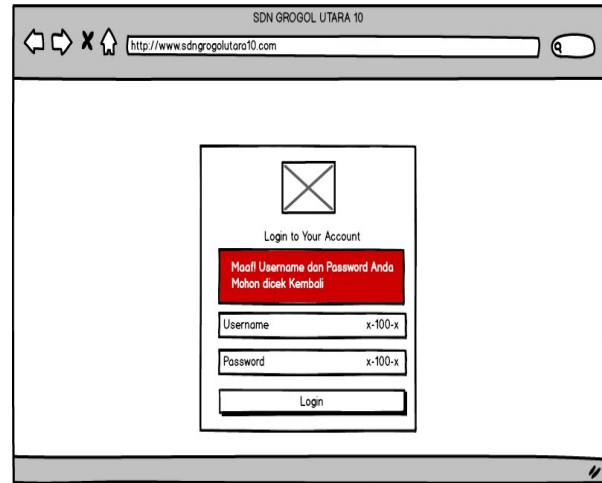 SDN GROGOL UTARA 10
http://www.sdngrogolutara10.com
Login to Your Account
Maaf! Username dan Password Anda
Mohon dicek Kembali
Username x-100-x
Password x-100-x
Login